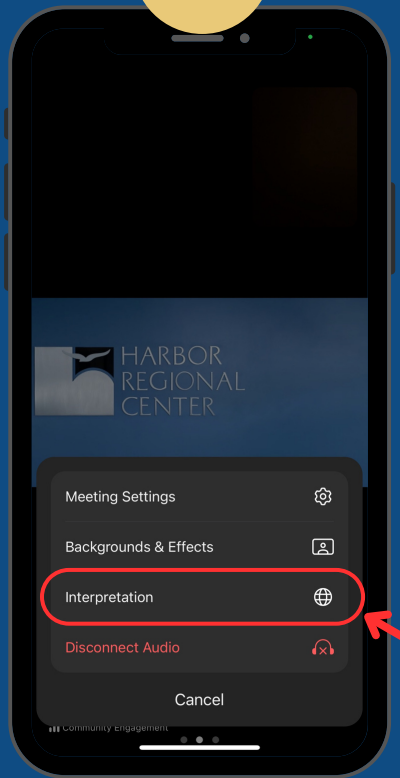 HARBOR
REGIONAL
CENTER
Meeting Settings
Backgrounds & Effects
Interpretation
Disconnect Audio
Cancel
Community Engagement